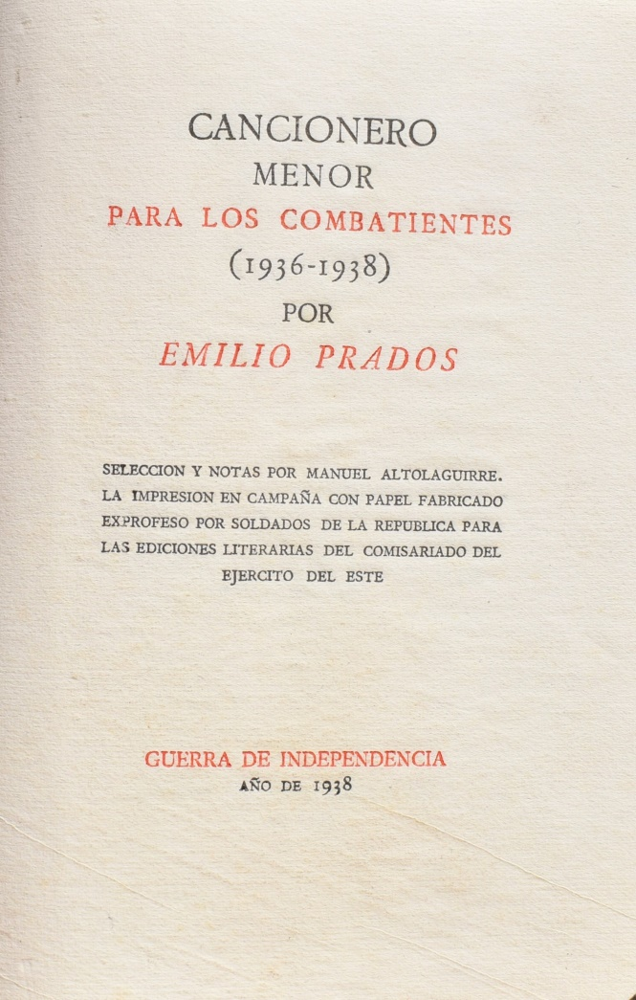 CANCIONERO
MENOR
PARA LOS COMBATIENTES
(1936-1938)
POR
EMILIO PRADOS
SELECCION Y NOTAS POR MANUEL ALTOLAGUIRRE.
LA IMPRESION EN CAMPAÑA CON PAPEL FABRICADO
EXPROFESO POR SOLDADOS DE LA REPUBLICA PARA
LAS EDICIONES LITERARIAS DEL COMISARIADO DEL
EJERCITO DEL ESTE
GUERRA DE INDEPENDENCIA
AÑO DE 1938